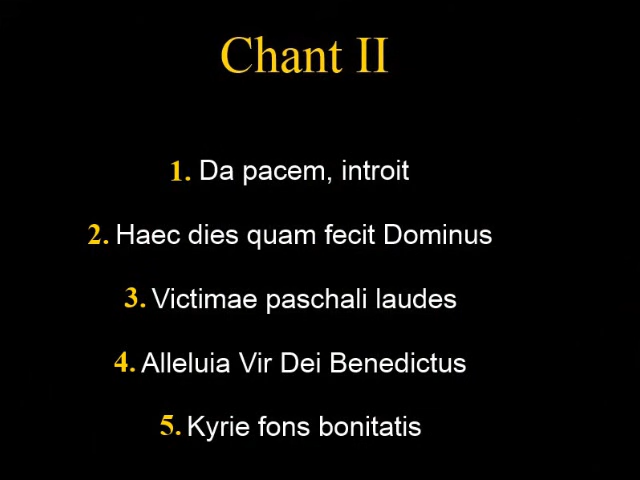 Chant II
1. Da pacem, introit
2. Haec dies quam fecit Dominus
3. Victimae paschali laudes
4. Alleluia Vir Dei Benedictus
5. Kyrie fons bonitatis